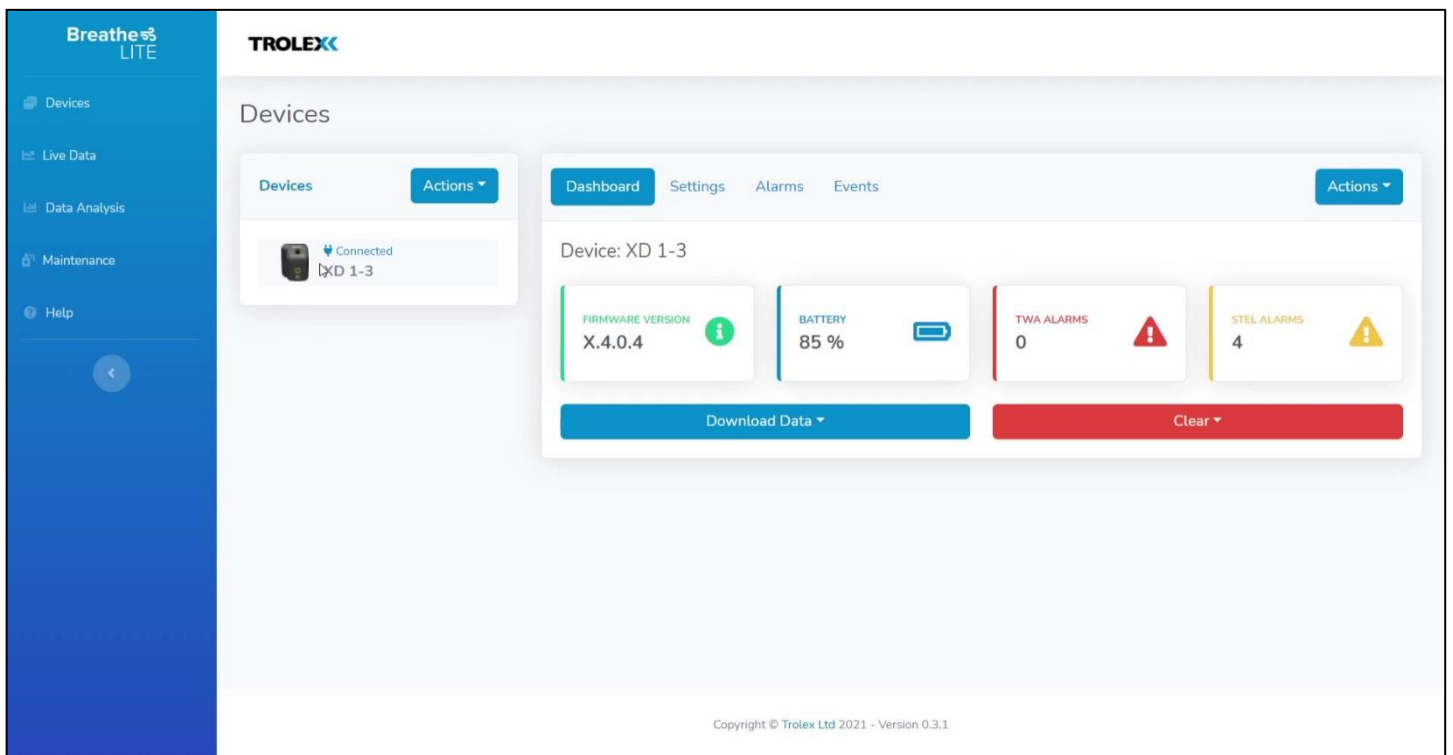 Breathe
LITE
TROLEX
Devices
Live Data
Data Analysis
Maintenance
Help
Devices
Devices
Actions
Connected
XD 1-3
Dashboard
Settings
Alarms
Events
Actions
Device: XD 1-3
FIRMWARE VERSION
X.4.0.4
BATTERY
85 %
TWA ALARMS
0
STEL ALARMS
4
Download Data
Clear
Copyright © Trolex Ltd 2021 - Version 0.3.1